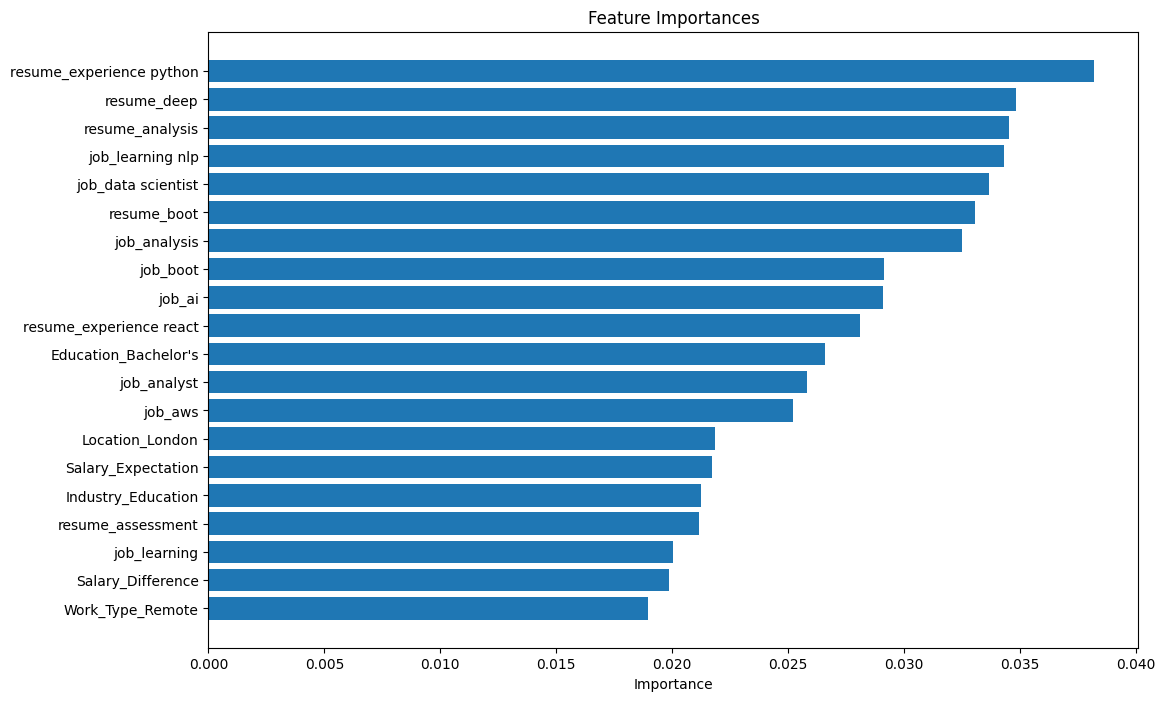 Feature Importances
resume_experience python
resume_deep
resume_analysis
job_learning nlp
job_data scientist
resume_boot
job_analysis
job_boot
job_ai
resume_experience react
Education_Bachelor's
job_analyst
job_aws
Location_London
Salary_Expectation
Industry_Education
resume_assessment
job_learning
Salary_Difference
Work_Type_Remote
0.000 0.005 0.010 0.015 0.020 0.025 0.030 0.035 0.040
Importance